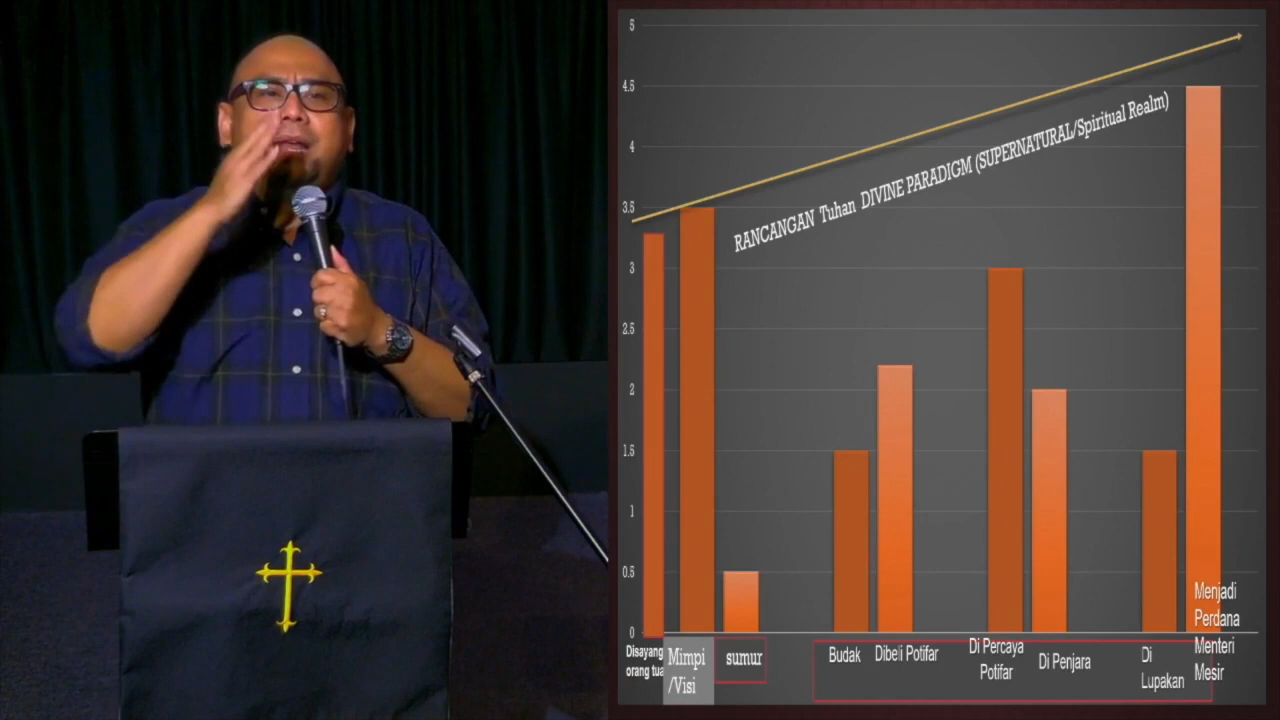 5
4.5
4
3.5
3
2.5
2
1.5
1
0.5
0
RANCANGAN Tuhan DIVINE PARADIGM (SUPERNATURAL/Spiritual Realm)
Disayang
orang tua
Mimpi
/Visi
sumur
Budak
Dibeli Potifar
Di Percaya
Potifar
Di Penjara
Di
Lupakan
Menjadi
Perdana
Menteri
Mesir